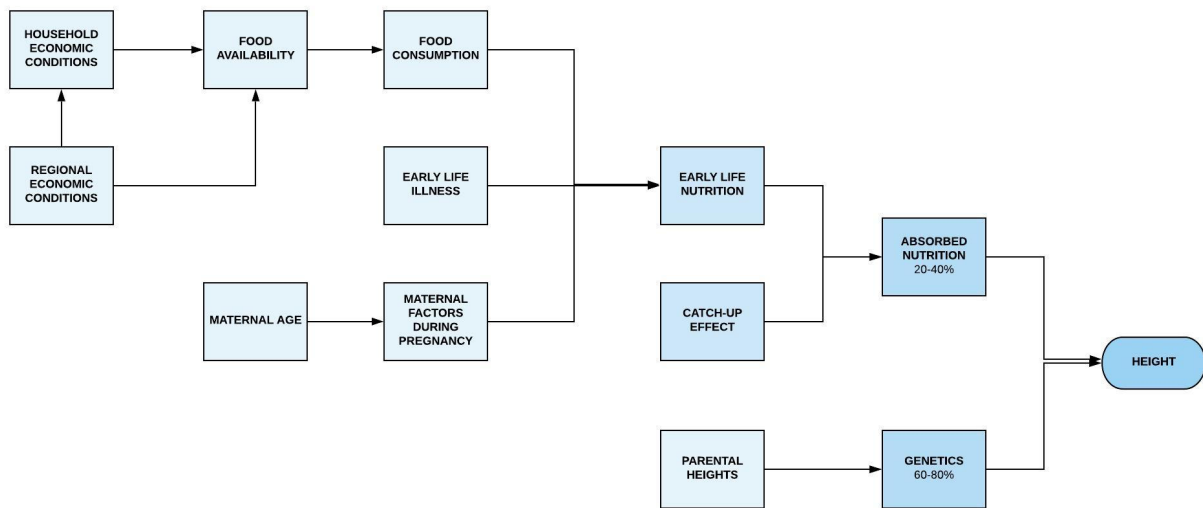 HOUSEHOLD
ECONOMIC
CONDITIONS
FOOD
AVAILABILITY
FOOD
CONSUMPTION
REGIONAL
ECONOMIC
CONDITIONS
EARLY LIFE
ILLNESS
EARLY LIFE
NUTRITION
ABSORBED
NUTRITION
20-40%
MATERNAL AGE
MATERNAL
FACTORS
DURING
PREGNANCY
CATCH-UP
EFFECT
HEIGHT
PARENTAL
HEIGHTS
GENETICS
60-80%